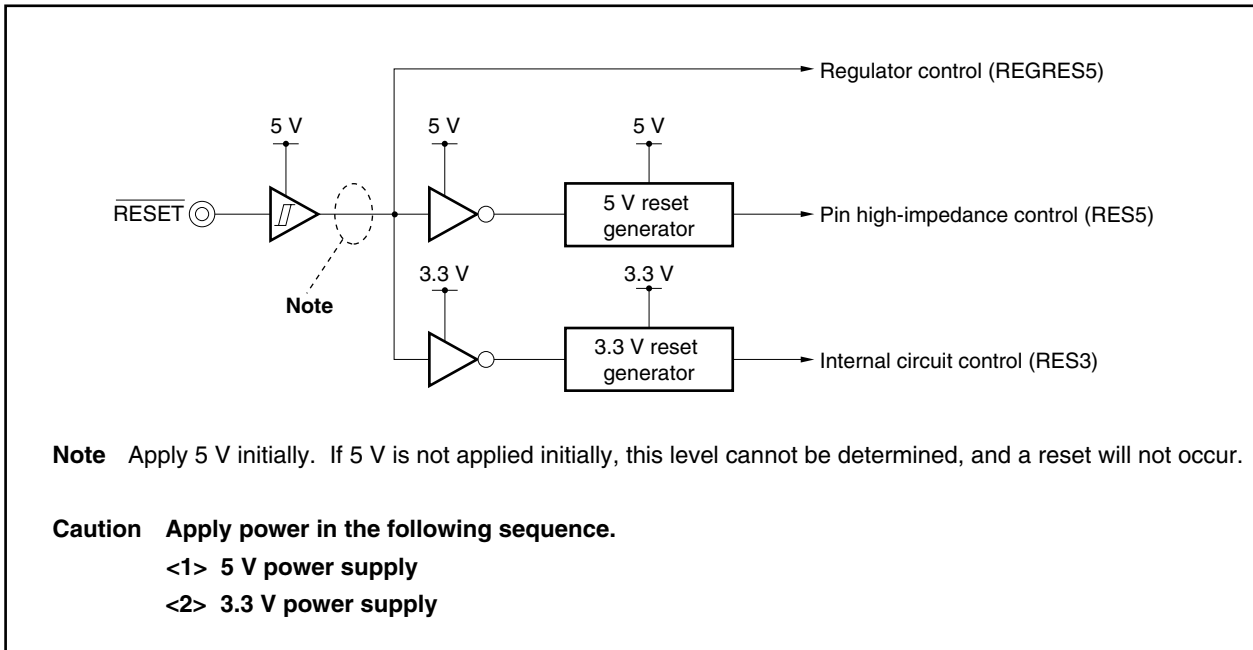 Regulator control (REGRES5)
5 V
5 V
5 V
RESET
5 V reset
generator
Pin high-impedance control (RES5)
3.3 V
3.3 V
Note
3.3 V reset
generator
Internal circuit control (RES3)
Note Apply 5 V initially. If 5 V is not applied initially, this level cannot be determined, and a reset will not occur.
Caution Apply power in the following sequence.
<1> 5 V power supply
<2> 3.3 V power supply